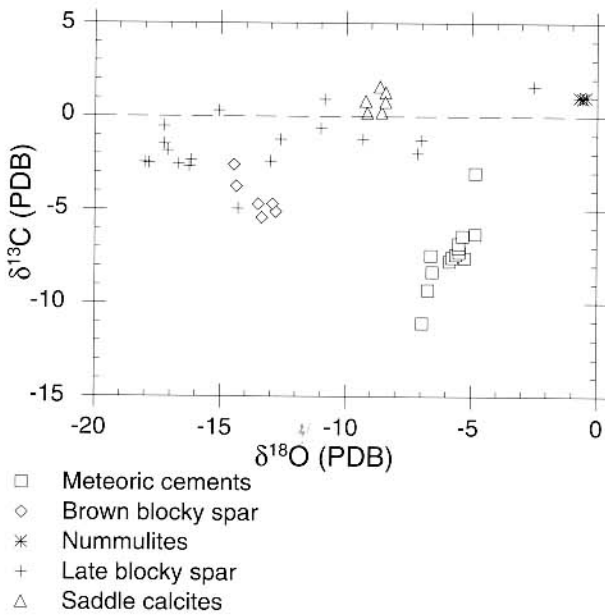 5
0
-5
-10
-15
δ13C (PDB)
-20 -15 -10 -5 0
δ18O (PDB)
Meteoric cements
Brown blocky spar
Nummulites
Late blocky spar
Saddle calcites